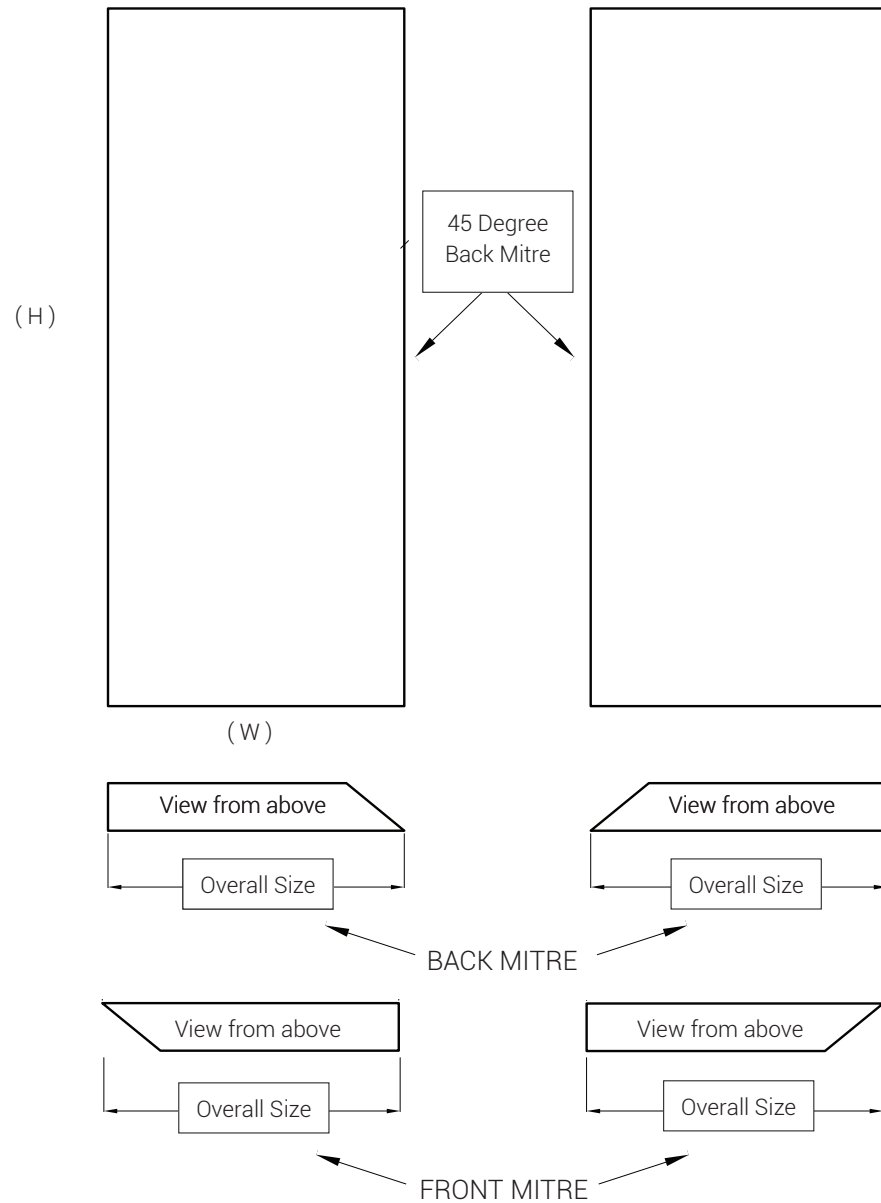 45 Degree
Back Mitre
( H )
( W )
View from above
View from above
Overall Size
Overall Size
BACK MITRE
View from above
View from above
Overall Size
Overall Size
FRONT MITRE